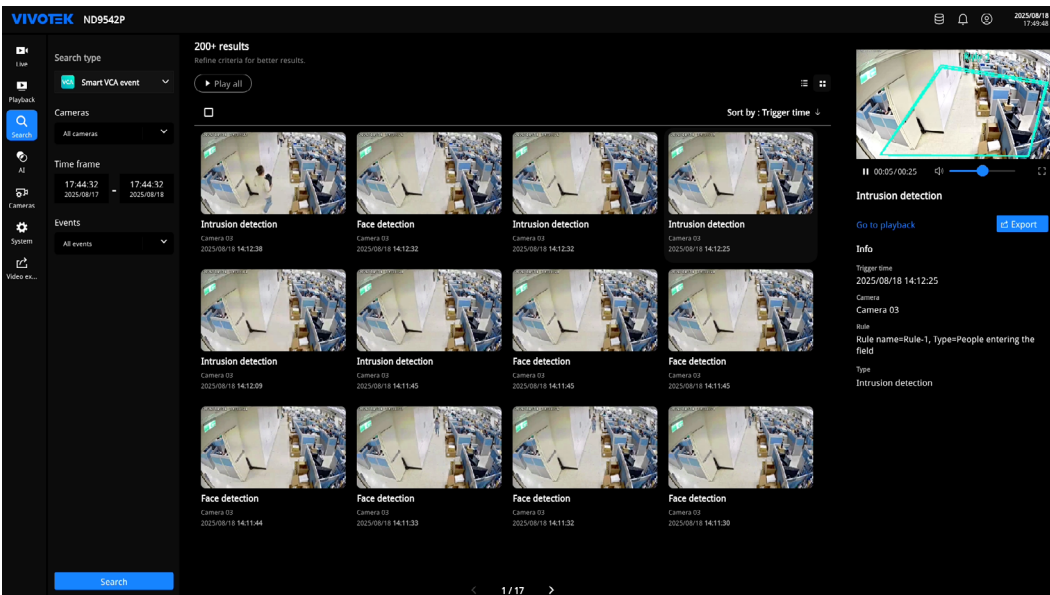 VIVOTEK ND9542P
2025/08/18
17:49:48
Live
Playback
Search
AI
Cameras
System
Video ex...
Search type
VCA Smart VCA event
Cameras
All cameras
Time frame
17:44:32 - 17:44:32
2025/08/17 2025/08/18
Events
All events
Search
200+ results
Refine criteria for better results.
Play all
Sort by : Trigger time ↓
Intrusion detection
Camera 03
2025/08/18 14:12:38
Face detection
Camera 03
2025/08/18 14:12:32
Intrusion detection
Camera 03
2025/08/18 14:12:32
Intrusion detection
Camera 03
2025/08/18 14:12:25
Intrusion detection
Camera 03
2025/08/18 14:12:09
Intrusion detection
Camera 03
2025/08/18 14:11:45
Face detection
Camera 03
2025/08/18 14:11:45
Face detection
Camera 03
2025/08/18 14:11:45
Face detection
Camera 03
2025/08/18 14:11:44
Face detection
Camera 03
2025/08/18 14:11:33
Face detection
Camera 03
2025/08/18 14:11:32
Face detection
Camera 03
2025/08/18 14:11:30
1 / 17
00:05/00:25
Intrusion detection
Go to playback
Export
Info
Trigger time
2025/08/18 14:12:25
Camera
Camera 03
Rule
Rule name=Rule-1, Type=People entering the
field
Type
Intrusion detection